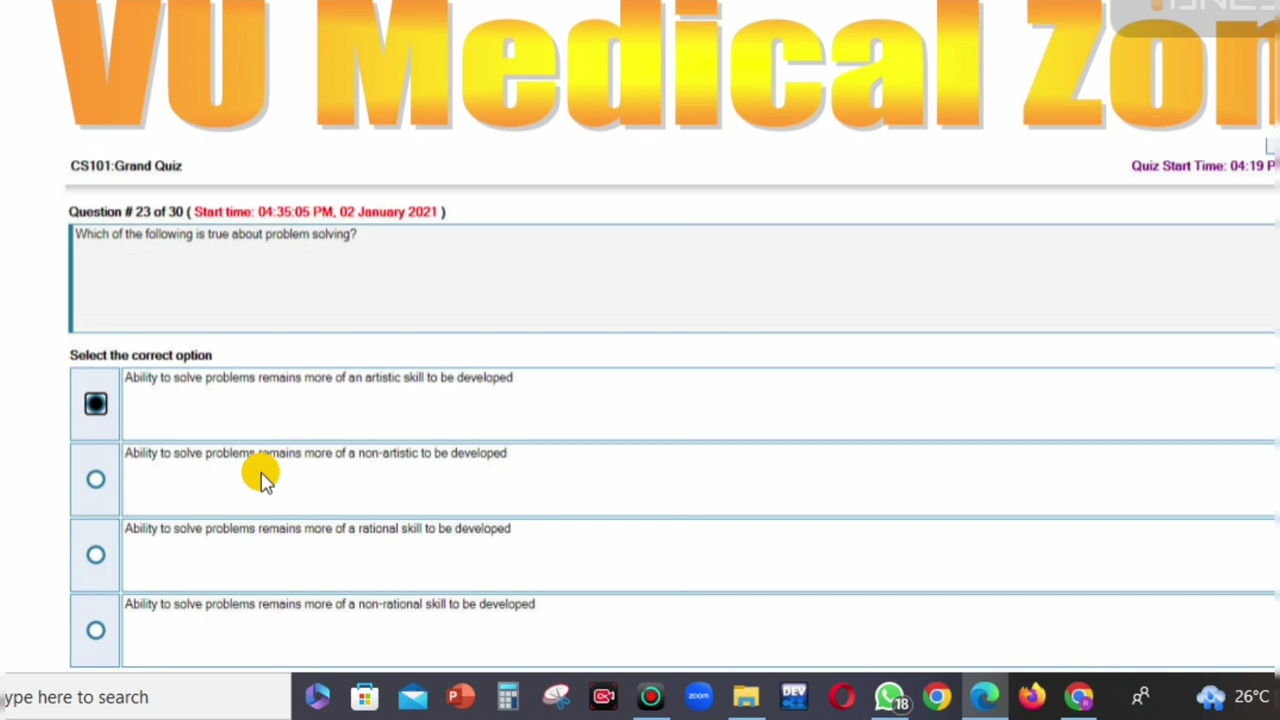 VU Medical Zon
CS101:Grand Quiz
Quiz Start Time: 04:19 P
Question # 23 of 30 ( Start time: 04:35:05 PM, 02 January 2021 )
Which of the following is true about problem solving?
Select the correct option
Ability to solve problems remains more of an artistic skill to be developed
Ability to solve problems remains more of a non-artistic to be developed
Ability to solve problems remains more of a rational skill to be developed
Ability to solve problems remains more of a non-rational skill to be developed
ype here to search
zoom
DEV
18
26°C